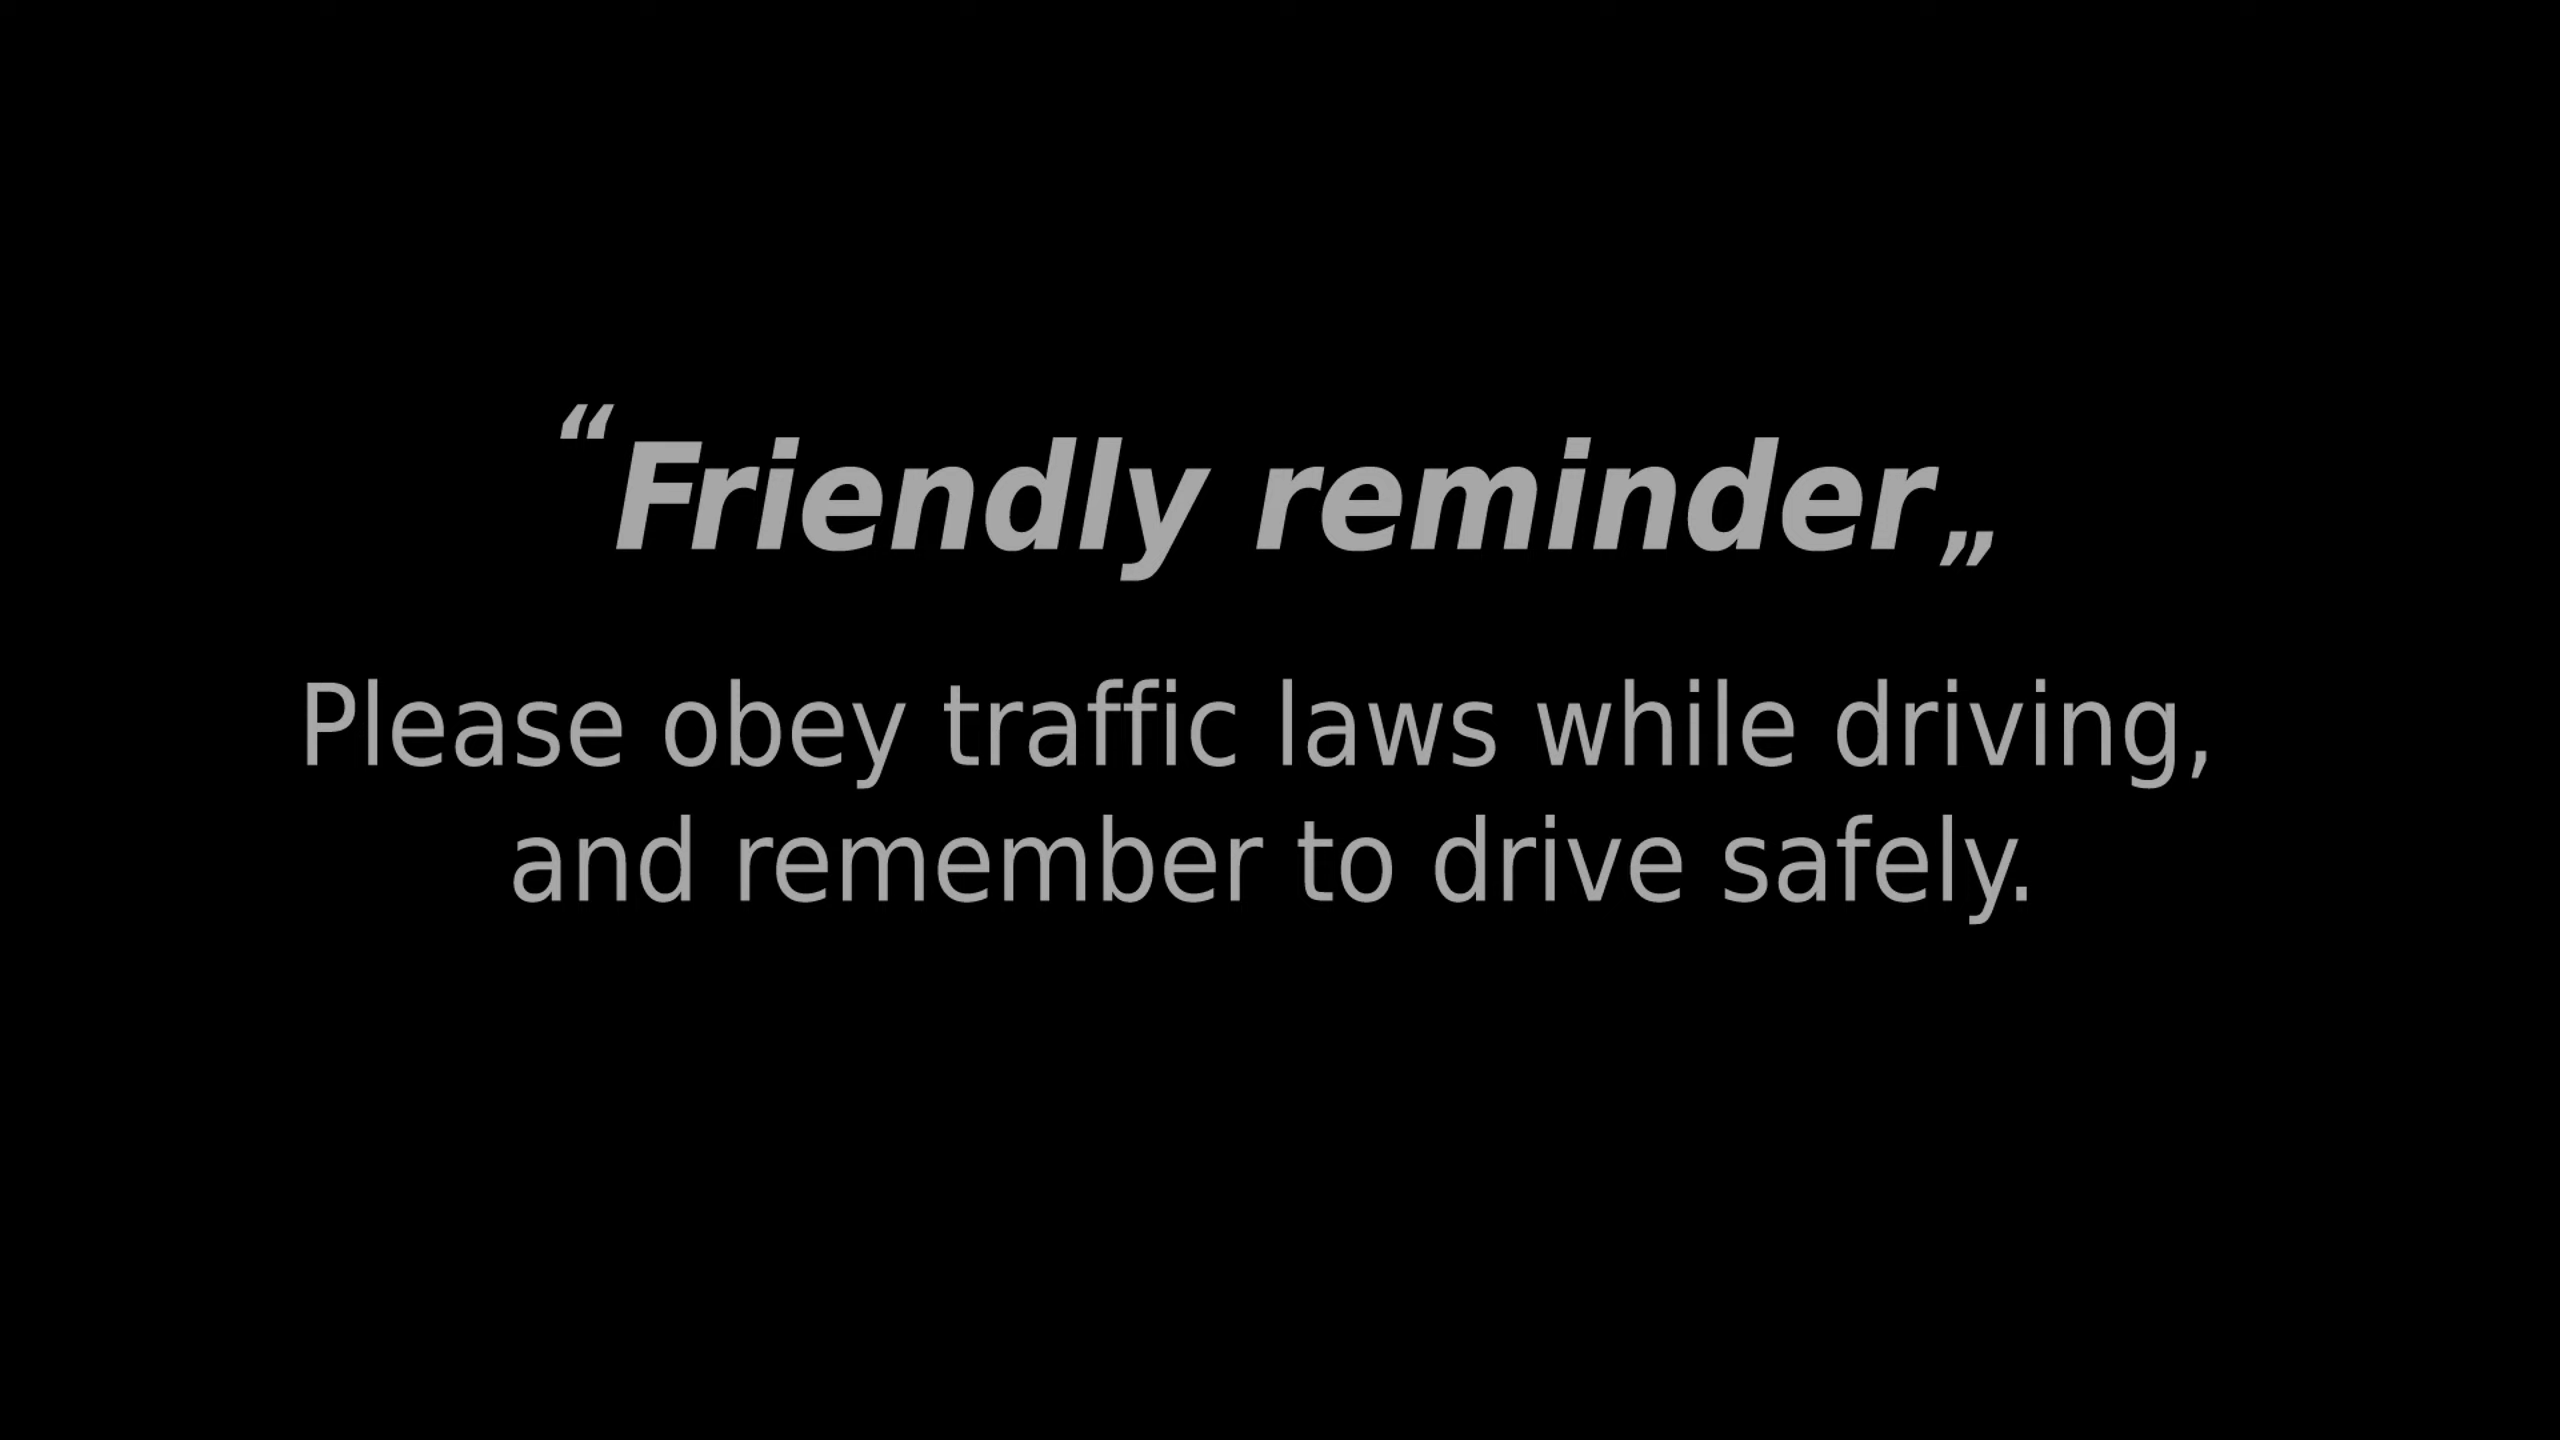 “Friendly reminder„
Please obey traffic laws while driving,
and remember to drive safely.